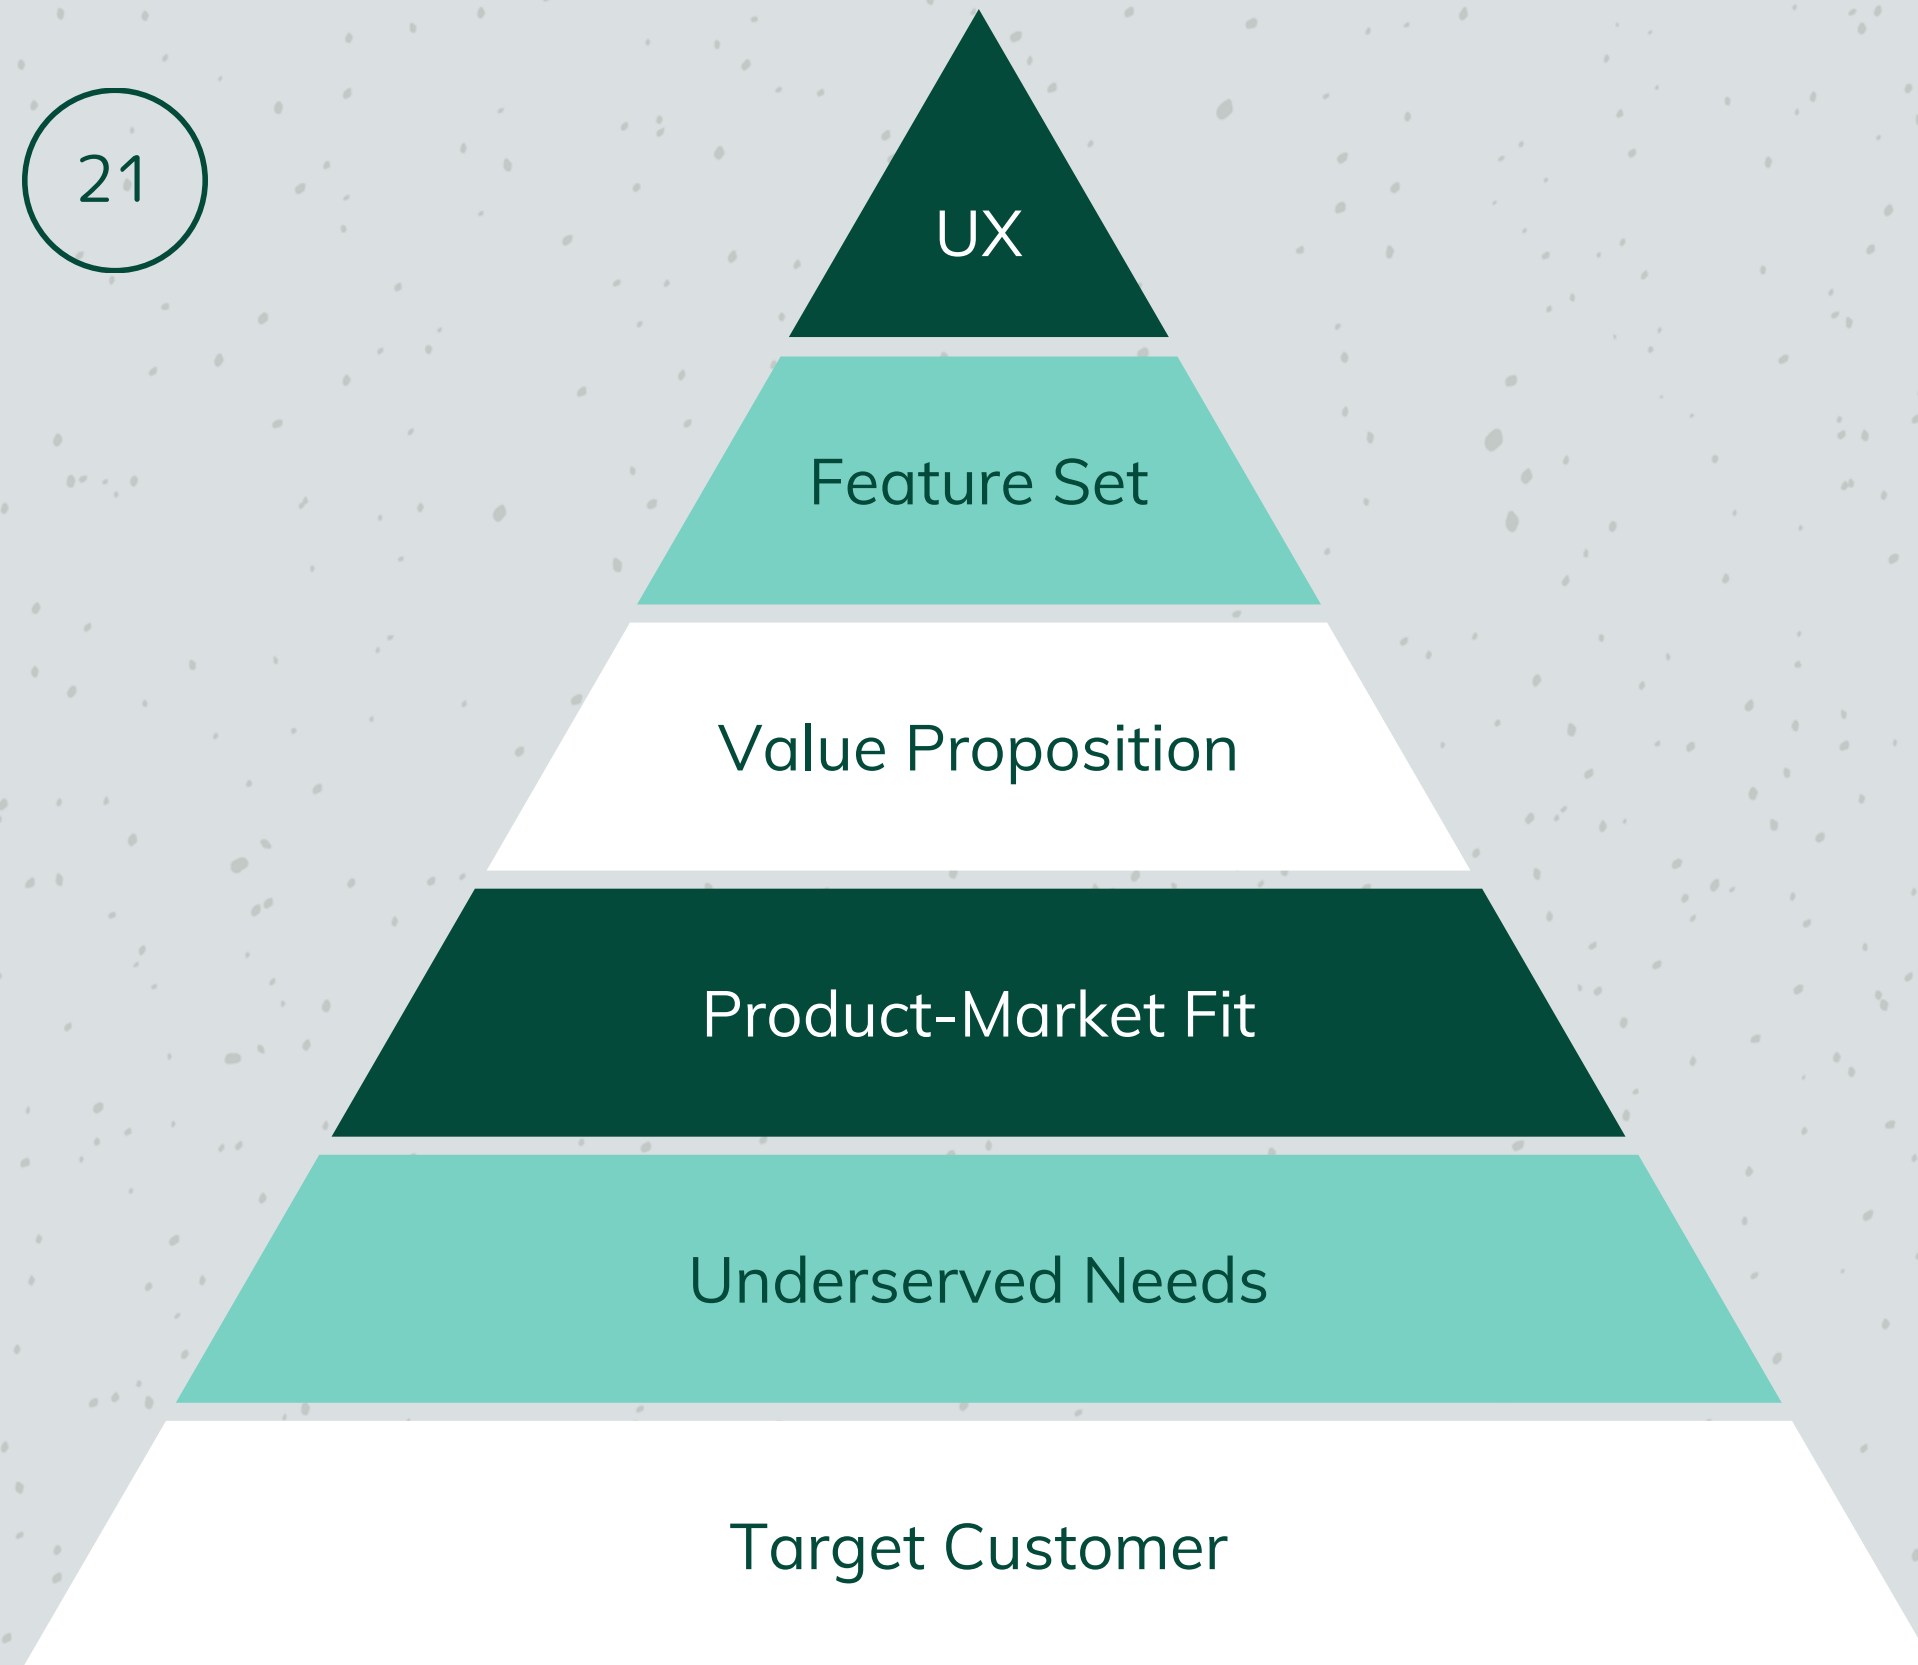 21
UX
Feature Set
Value Proposition
Product-Market Fit
Underserved Needs
Target Customer